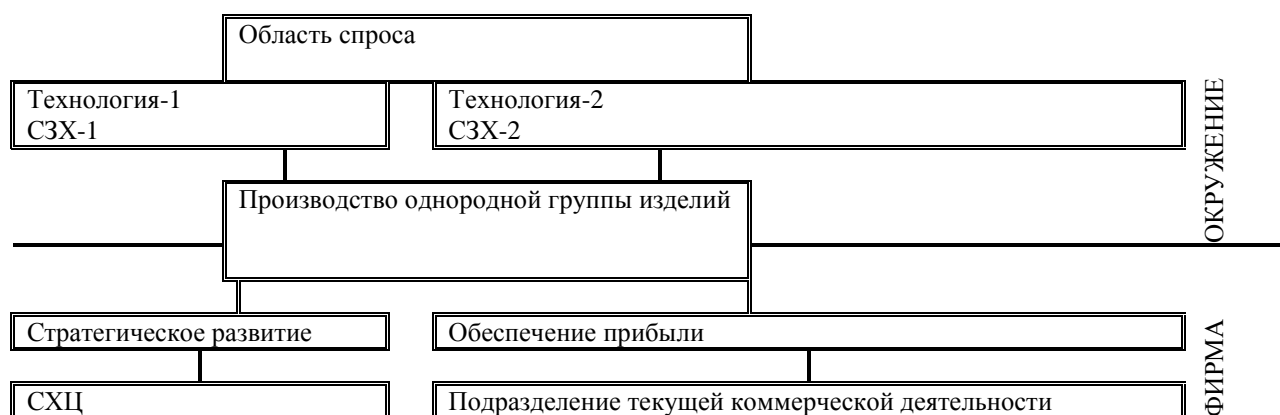 Область спроса
Технология-1
СЗХ-1
Технология-2
СЗХ-2
ОКРУЖЕНИЕ
Производство однородной группы изделий
Стратегическое развитие
Обеспечение прибыли
ФИРМА
СХЦ
Подразделение текущей коммерческой деятельности